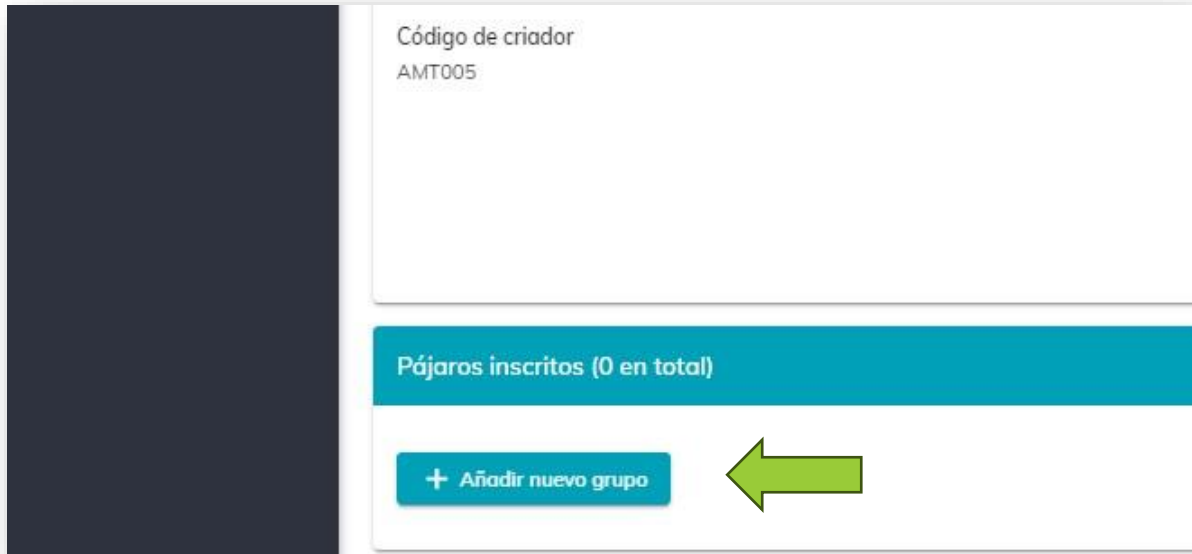 Código de criador
AMT005
Pájaros inscritos (0 en total)
+ Añadir nuevo grupo